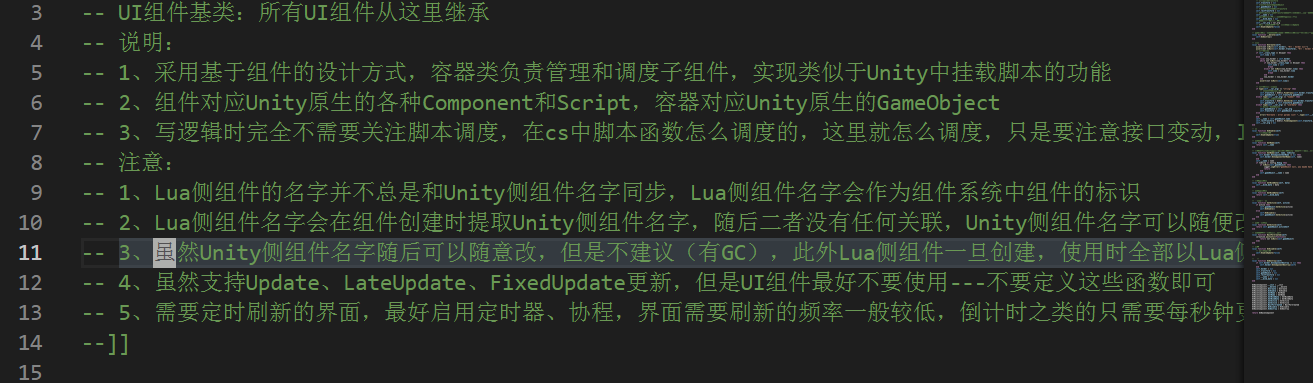 3 -- UI组件基类：所有UI组件从这里继承
4 -- 说明：
5 -- 1、采用基于组件的设计方式，容器类负责管理和调度子组件，实现类似于Unity中挂载脚本的功能
6 -- 2、组件对应Unity原生的各种Component和Script，容器对应Unity原生的GameObject
7 -- 3、写逻辑时完全不需要关注脚本调度，在cs中脚本函数怎么调度的，这里就怎么调度，只是要注意接口变动，
8 -- 注意：
9 -- 1、Lua侧组件的名字并不总是和Unity侧组件名字同步，Lua侧组件名字会作为组件系统中组件的标识
10 -- 2、Lua侧组件名字会在组件创建时提取Unity侧组件名字，随后二者没有任何关联，Unity侧组件名字可以随便改
11 -- 3、虽然Unity侧组件名字随后可以随意改，但是不建议（有GC），此外Lua侧组件一旦创建，使用时全部以Lua侧
12 -- 4、虽然支持Update、LateUpdate、FixedUpdate更新，但是UI组件最好不要使用---不要定义这些函数即可
13 -- 5、需要定时刷新的界面，最好启用定时器、协程，界面需要刷新的频率一般较低，倒计时之类的只需要每秒钟更
14 --]]
15